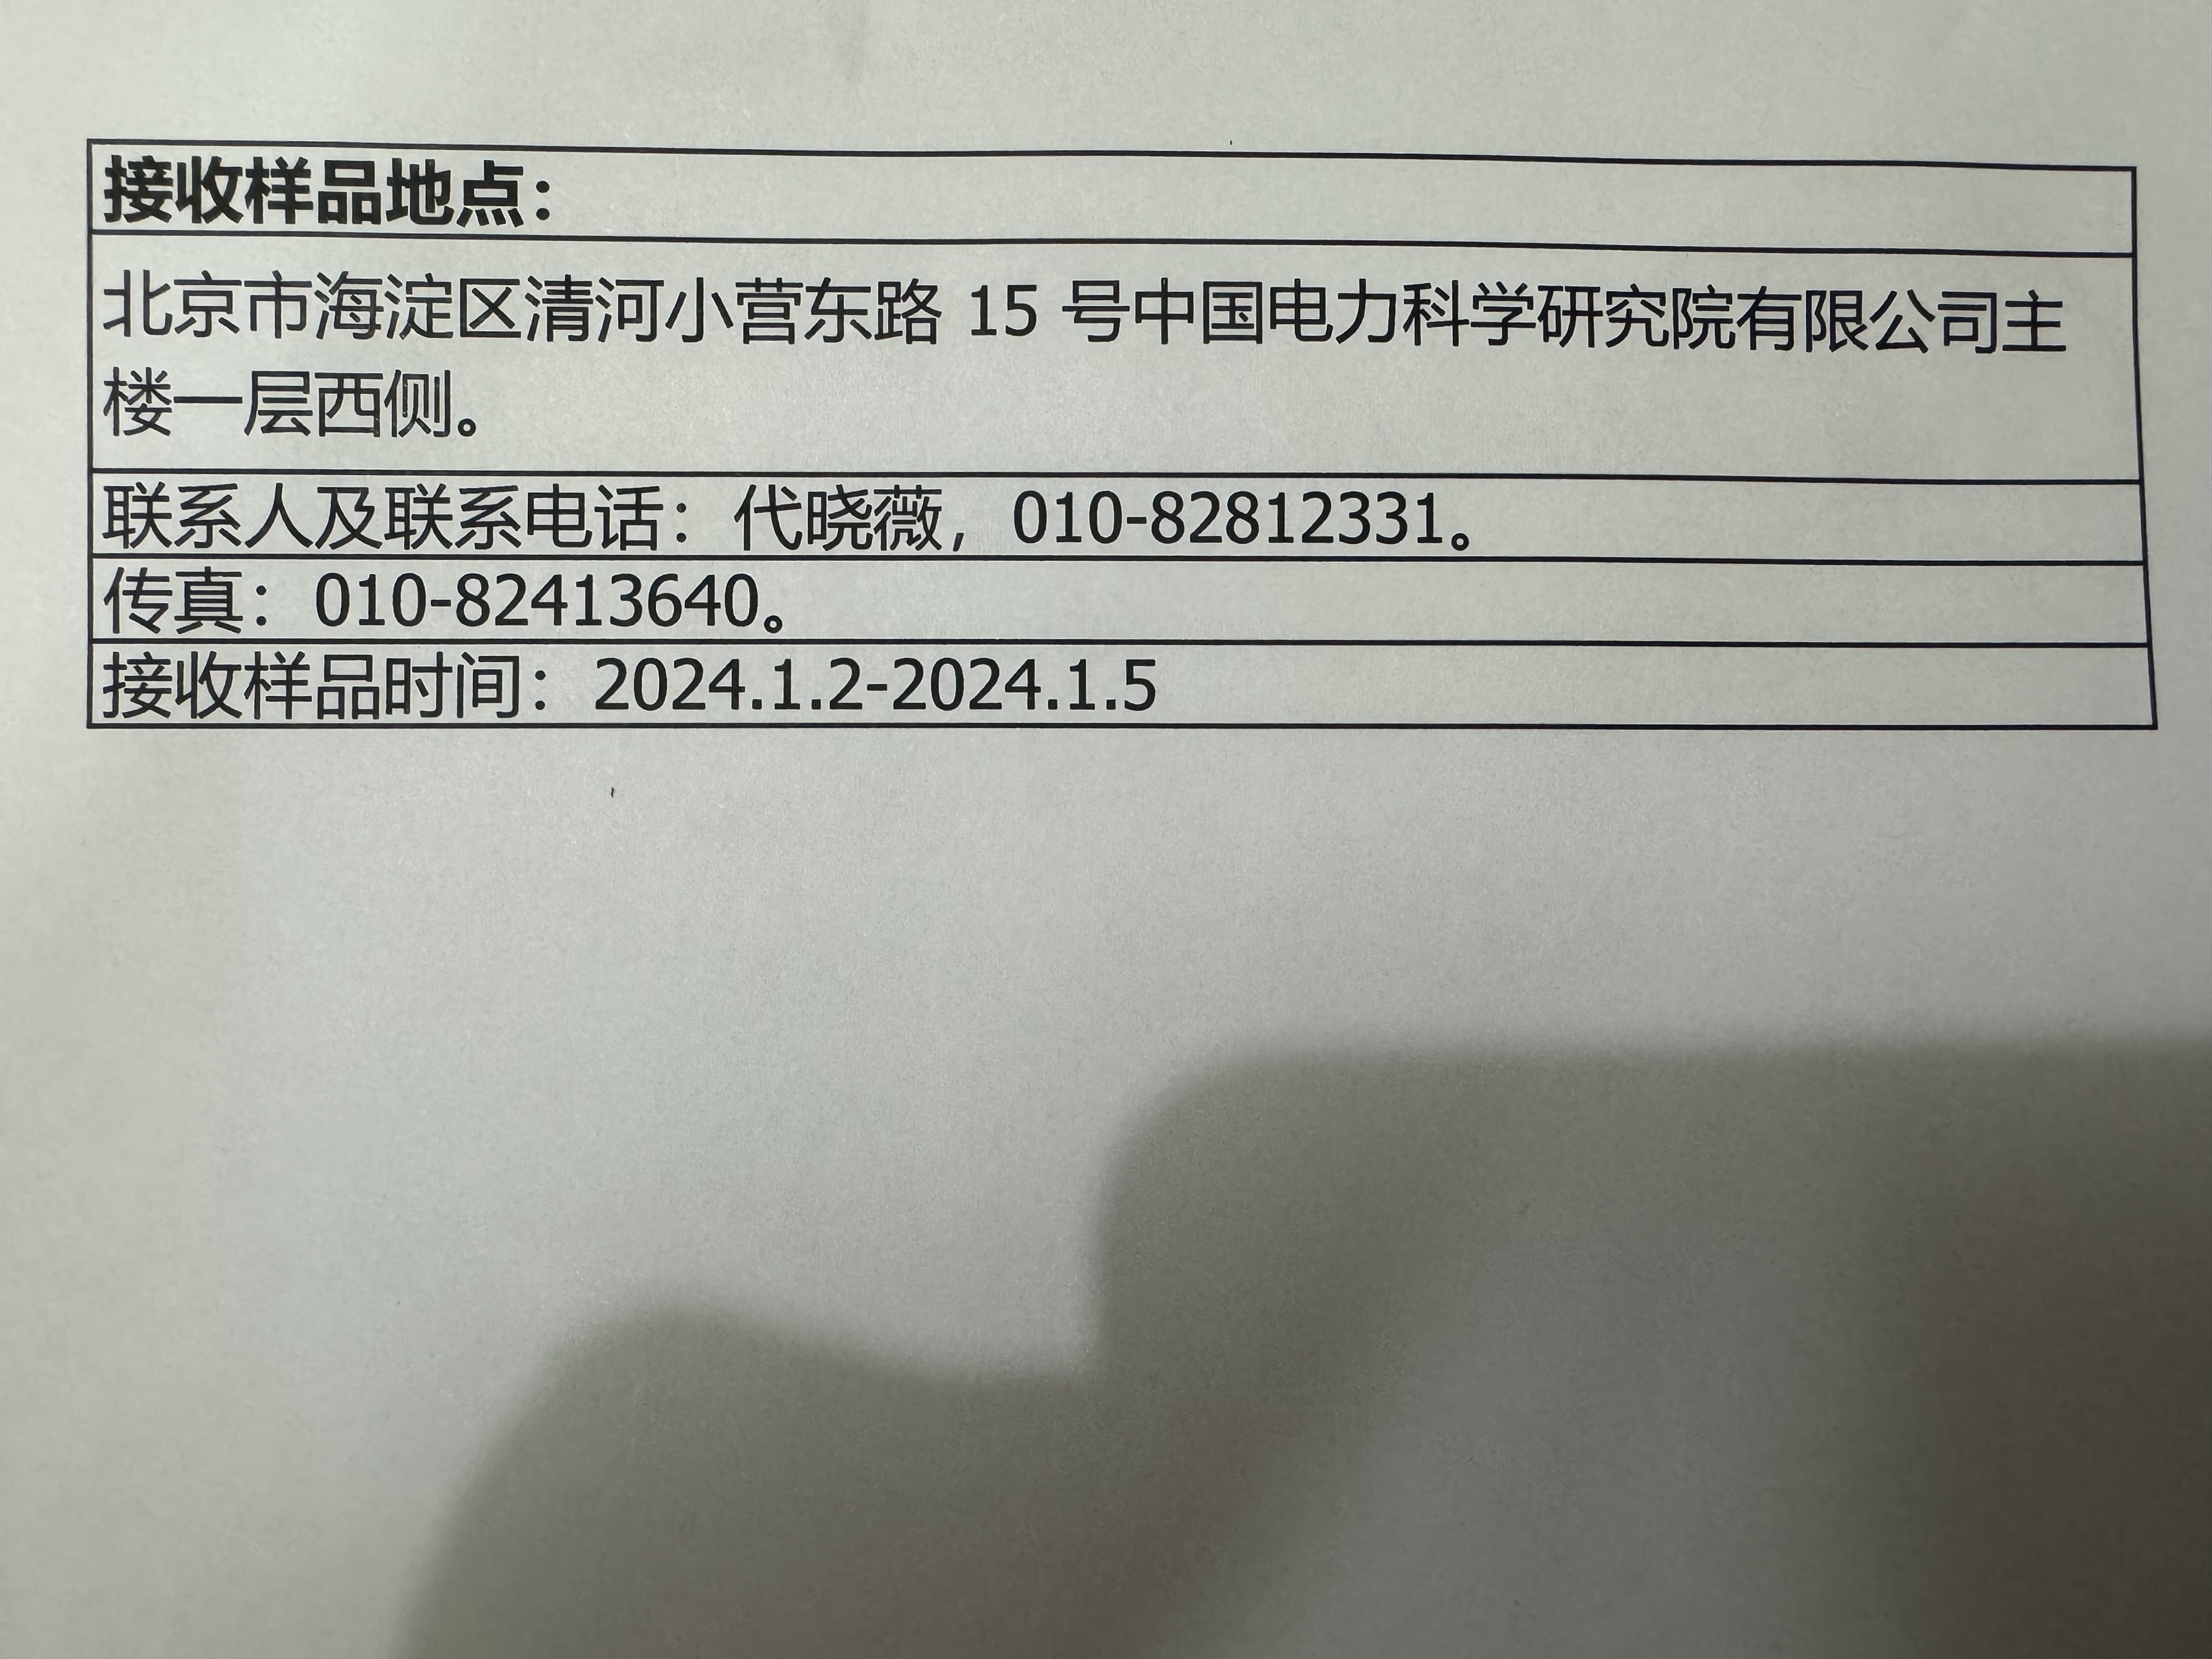 接收样品地点：
北京市海淀区清河小营东路 15 号中国电力科学研究院有限公司主
楼一层西侧。
联系人及联系电话：代晓薇，010-82812331。
传真：010-82413640。
接收样品时间：2024.1.2-2024.1.5